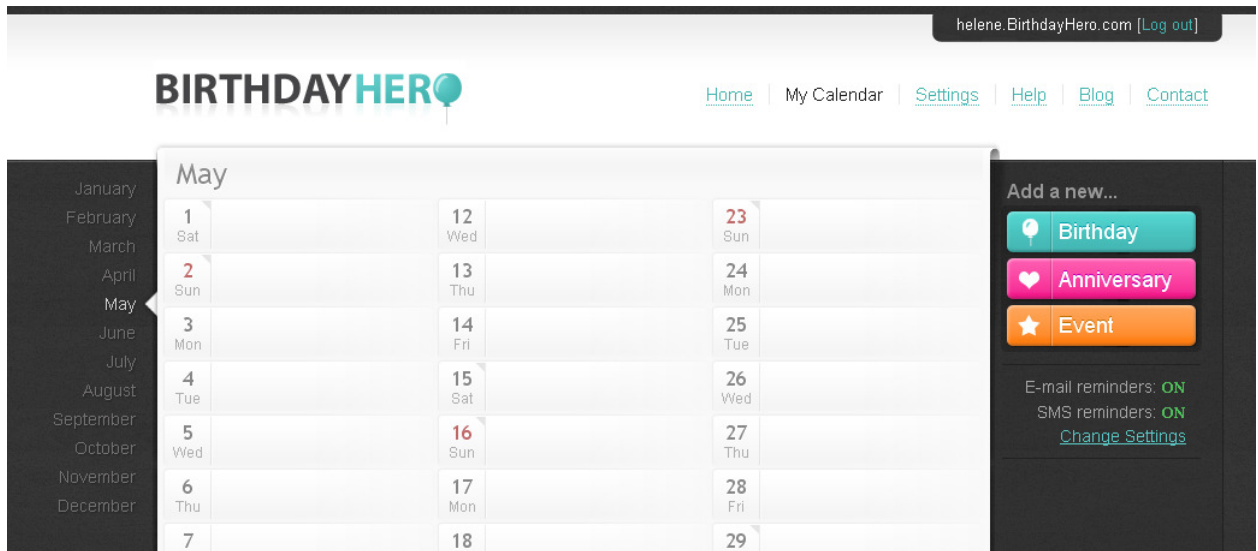 helene.BirthdayHero.com [Log out]
BIRTHDAYHERO
Home
My Calendar
Settings
Help
Blog
Contact
January
February
March
April
May
June
July
August
September
October
November
December
May
1
Sat
2
Sun
3
Mon
4
Tue
5
Wed
6
Thu
7
12
Wed
13
Thu
14
Fri
15
Sat
16
Sun
17
Mon
18
23
Sun
24
Mon
25
Tue
26
Wed
27
Thu
28
Fri
29
Add a new...
Birthday
Anniversary
Event
E-mail reminders: ON
SMS reminders: ON
Change Settings